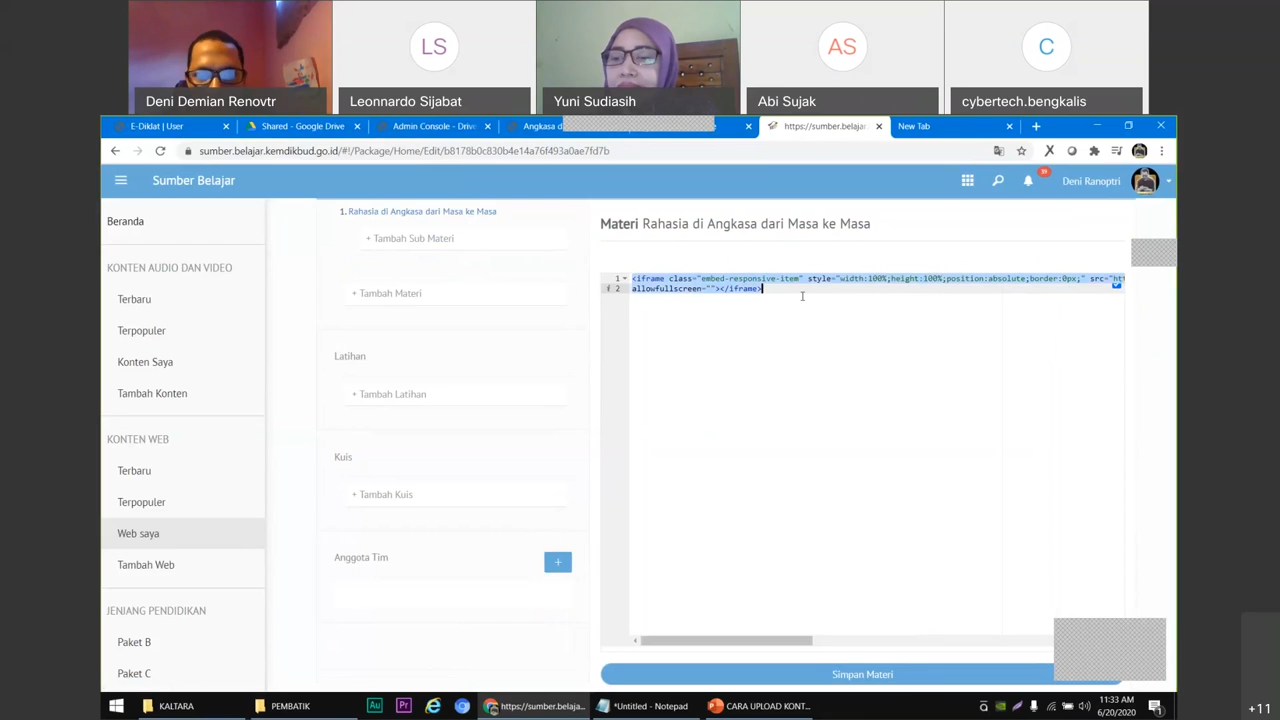 LS
AS
C
Deni Demian Renovtr
Leonnardo Sijabat
Yuni Sudiasih
Abi Sujak
cybertech.bengkalis
E-Diklat | User
Shared - Google Drive
Admin Console - Drive
Angkasa d
https://sumber.belajar
New Tab
sumber.belajar.kemdikbud.go.id/#!/Package/Home/Edit/b8178b0c830b4e14a76f493a0ae7fd7b
Sumber Belajar
Deni Ranoptri
Beranda
KONTEN AUDIO DAN VIDEO
Terbaru
Terpopuler
Konten Saya
Tambah Konten
KONTEN WEB
Terbaru
Terpopuler
Web saya
Tambah Web
JENJANG PENDIDIKAN
Paket B
Paket C
1. Rahasia di Angkasa dari Masa ke Masa
+ Tambah Sub Materi
+ Tambah Materi
Latihan
+ Tambah Latihan
Kuis
+ Tambah Kuis
Anggota Tim
+
Materi Rahasia di Angkasa dari Masa ke Masa
1 <iframe class="embed-responsive-item" style="width:100%;height:100%;position:absolute;border:0px;" src="htt
i 2 allowfullscreen=""></iframe>
Simpan Materi
KALTARA
PEMBATIK
https://sumber.belaja...
*Untitled - Notepad
CARA UPLOAD KONT...
11:33 AM
6/20/2020
+11